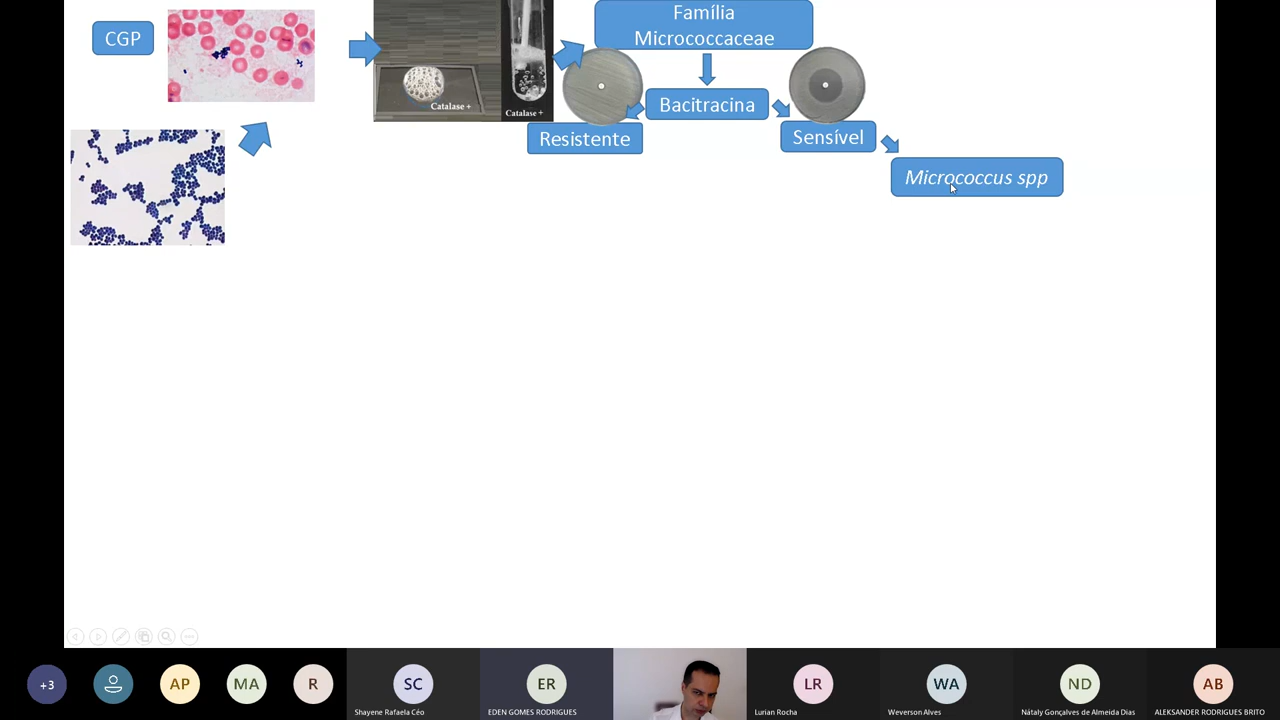 CGP
Catalase +
Catalase +
Família
Micrococcaceae
Bacitracina
Resistente
Sensível
Micrococcus spp
+3
AP
MA
R
SC
Shayene Rafaela Céo
ER
EDEN GOMES RODRIGUES
LR
Lurian Rocha
WA
Weverson Alves
ND
Nátaly Gonçalves de Almeida Dias
AB
ALEKSANDER RODRIGUES BRITO